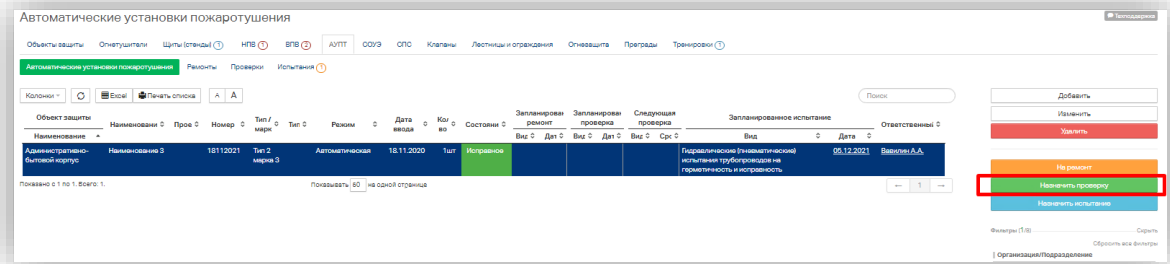 Автоматические установки пожаротушения
Техподдержка
Объекты защиты Огнетушители Щиты (стенды) 1 НПВ 1 ВПВ 2 АУПТ СОУЭ СПС Клапаны Лестницы и ограждения Огнезащита Преграды Тренировки 1
Автоматические установки пожаротушения Ремонты Проверки Испытания 1
Колонки Excel Печать списка A A Поиск
Добавить
Изменить
Удалить
Объект защиты Наименовани Прое Номер Тип / марк Тип Режим Дата ввода Кол во Состояни Запланирован ремонт Запланирован проверка Следующая проверка Запланированное испытание Ответственный
Наименование Вид Дат Вид Дат Вид Срс Вид Дата
Административно- Наименование 3 18112021 Тип 2 Автоматическая 18.11.2020 1шт Исправное Гидравлические (пневматические) 05.12.2021 Вавилин А.А.
бытовой корпус марка 3 испытания трубопроводов на
герметичность и исправность
На ремонт
Показано с 1 по 1. Всего: 1. Показывать 50 на одной странице ← 1 →
Назначить проверку
Назначить испытание
Фильтры (1/6) Скрыть
Сбросить все фильтры
Организация/Подразделение